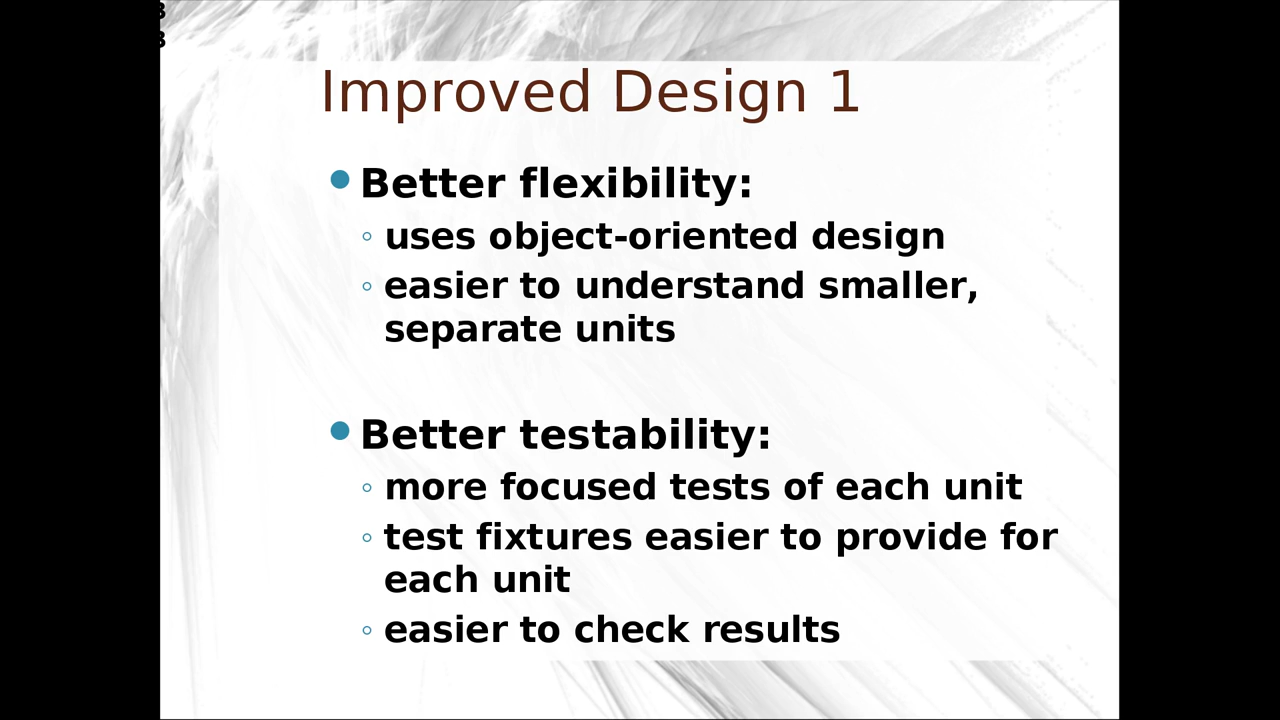 Improved Design 1
Better flexibility:
uses object-oriented design
easier to understand smaller,
separate units
Better testability:
more focused tests of each unit
test fixtures easier to provide for
each unit
easier to check results